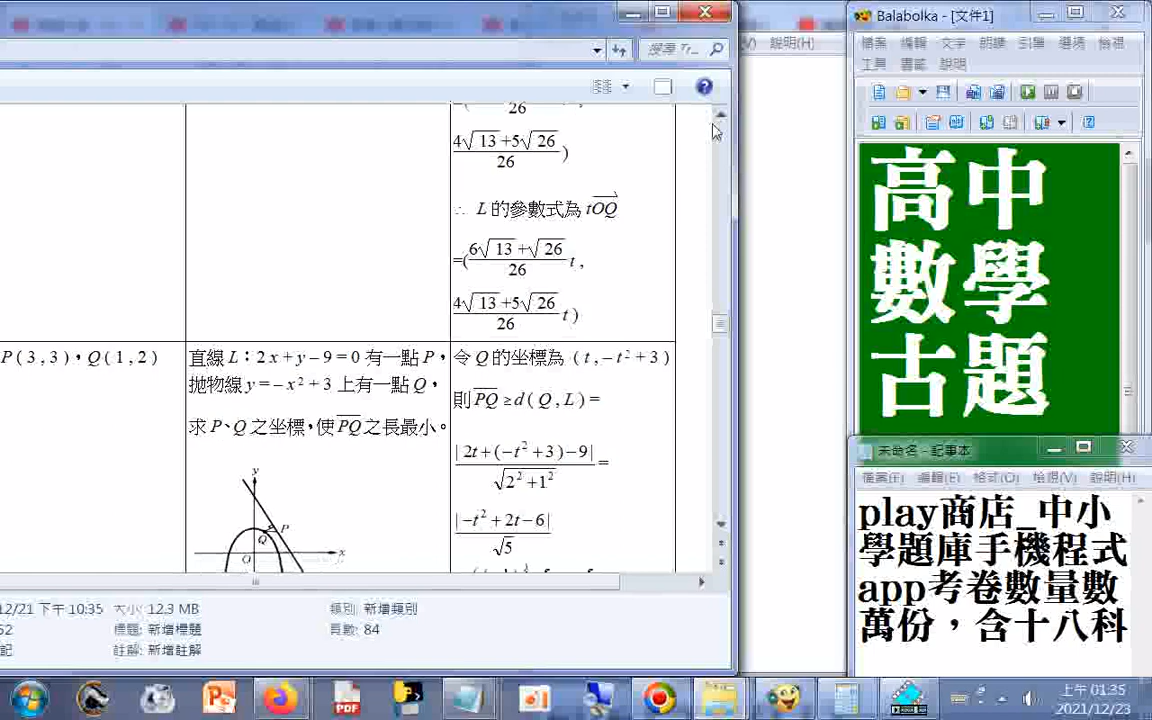 Balabolka - [文件1]
搜尋 Tr...
(V) 說明(H)
檔案 編輯 文字 朗讀 引擎 選項 檢視
工具 書籤 說明
26
4√13+5√26
26
)
∴ L 的參數式為 tOQ
=(
6√13+√26
26
t ,
4√13+5√26
26
t )
P ( 3 , 3 ) , Q ( 1 , 2 )
直線 L：2 x + y – 9 = 0 有一點 P，
拋物線 y = – x² + 3 上有一點 Q，
求 P、Q 之坐標，使 PQ 之長最小。
y
P
Q
O
x
令 Q 的坐標為 ( t , – t² + 3 )
則 PQ ≥ d ( Q , L ) =
| 2t + (–t² + 3) – 9 |
√2² + 1²
=
| –t² + 2t – 6 |
√5
高中
數學
古題
未命名 - 記事本
檔案(F) 編輯(E) 格式(O) 檢視(V) 說明(H)
play商店_中小
學題庫手機程式
app考卷數量數
萬份，含十八科
12/21 下午 10:35 大小: 12.3 MB 類別: 新增類別
標題: 新增標題 頁數: 84
註解: 新增註解
PDF
上午 01:35
2021/12/23